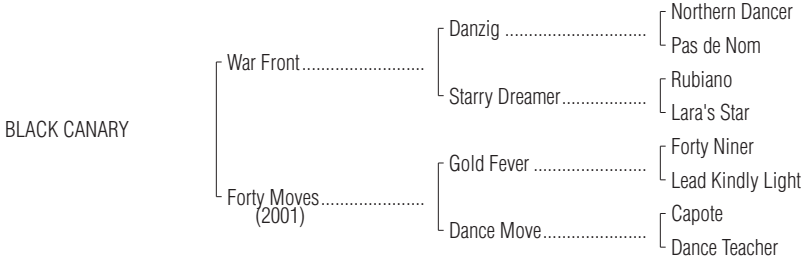 Northern Dancer
Danzig ..............................
Pas de Nom
War Front..........................
Rubiano
Starry Dreamer..................
Lara's Star
BLACK CANARY
Forty Niner
Gold Fever ........................
Lead Kindly Light
Forty Moves......................
(2001)
Capote
Dance Move......................
Dance Teacher